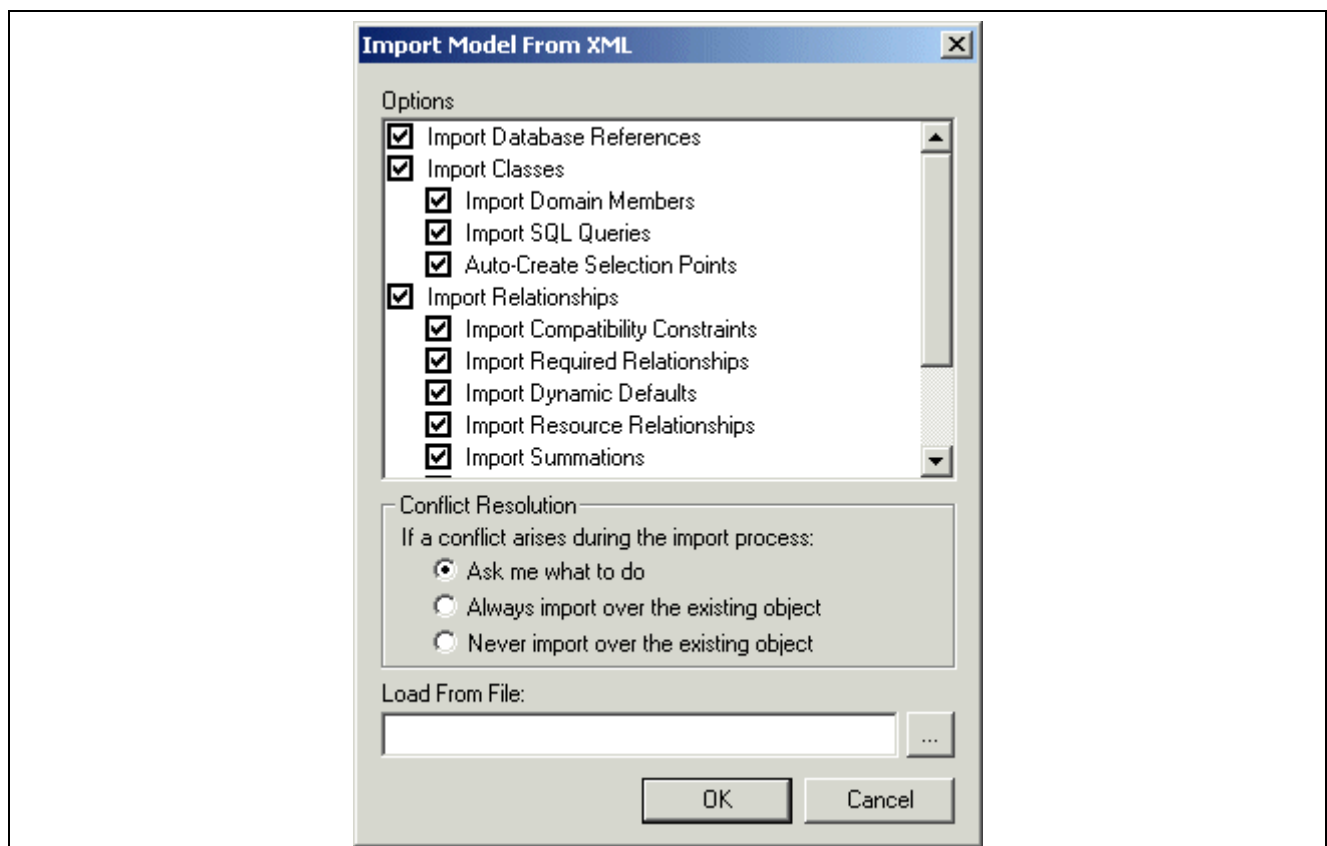 Import Model From XML
Options
Import Database References
Import Classes
Import Domain Members
Import SQL Queries
Auto-Create Selection Points
Import Relationships
Import Compatibility Constraints
Import Required Relationships
Import Dynamic Defaults
Import Resource Relationships
Import Summations
Conflict Resolution
If a conflict arises during the import process:
Ask me what to do
Always import over the existing object
Never import over the existing object
Load From File:
...
OK Cancel